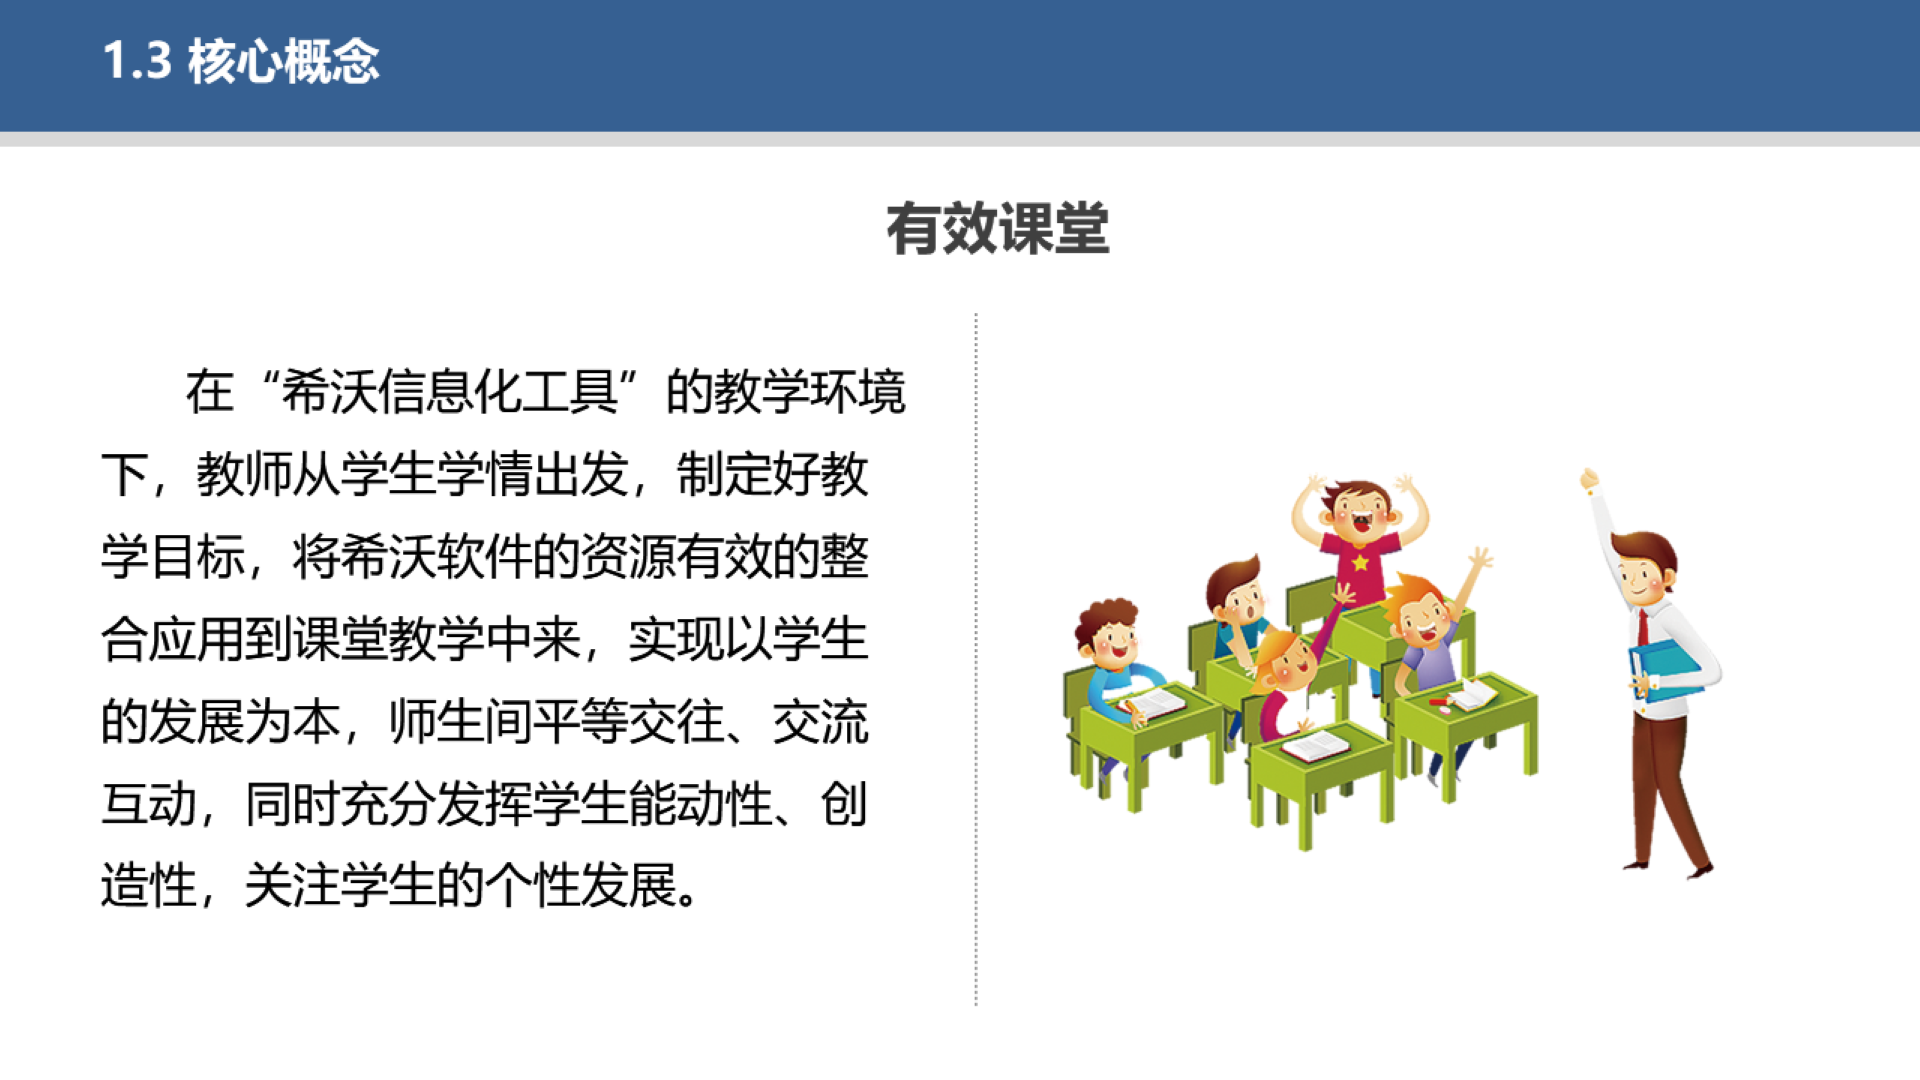 1.3 核心概念
有效课堂
在“希沃信息化工具”的教学环境
下，教师从学生学情出发，制定好教
学目标，将希沃软件的资源有效的整
合应用到课堂教学中来，实现以学生
的发展为本，师生间平等交往、交流
互动，同时充分发挥学生能动性、创
造性，关注学生的个性发展。